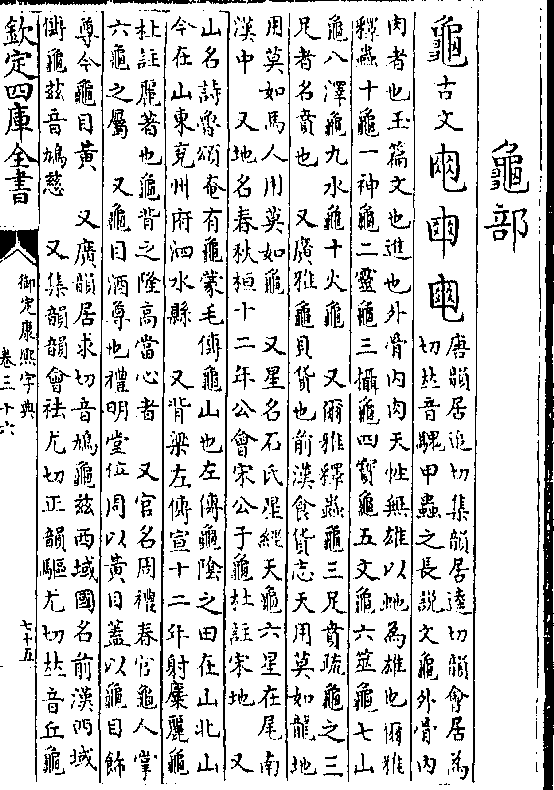 龜部
龜古文𤕣𠁴𪚾唐韻居追切集韻居逵切韻會居為
切𠀤音騩甲蟲之長說文龜外骨內
肉者也玉篇文也進也外骨內肉天性無雄以虵為雄也爾雅
釋蟲十龜一神龜二靈龜三攝龜四寶龜五文龜六筮龜七山
龜八澤龜九水龜十火龜 又爾雅釋蟲龜三足賁疏龜之三
足者名賁也 又廣雅龜貝貨也前漢食貨志天用莫如龍地
用莫如馬人用莫如龜 又星名石氏星經天龜六星在尾南
漢中 又地名春秋桓十二年公會宋公于龜杜註宋地 又
山名詩魯頌奄有龜蒙毛傳龜山也左傳龜陰之田在山北山
今在山東兗州府泗水縣 又背梁左傳宣十二年射麋麗龜
杜註麗著也龜背之隆高當心者 又官名周禮春官龜人掌
六龜之屬 又龜目酒尊也禮明堂位周以黃目蓋以龜目飾
尊今龜目黃 又廣韻居求切音鳩龜兹西域國名前漢西域
傳龜兹音鳩慈 又集韻韻會祛尤切正韻驅尤切𠀤音丘龜
欽定四庫全書
御定康熙字典
卷三十六
七十五